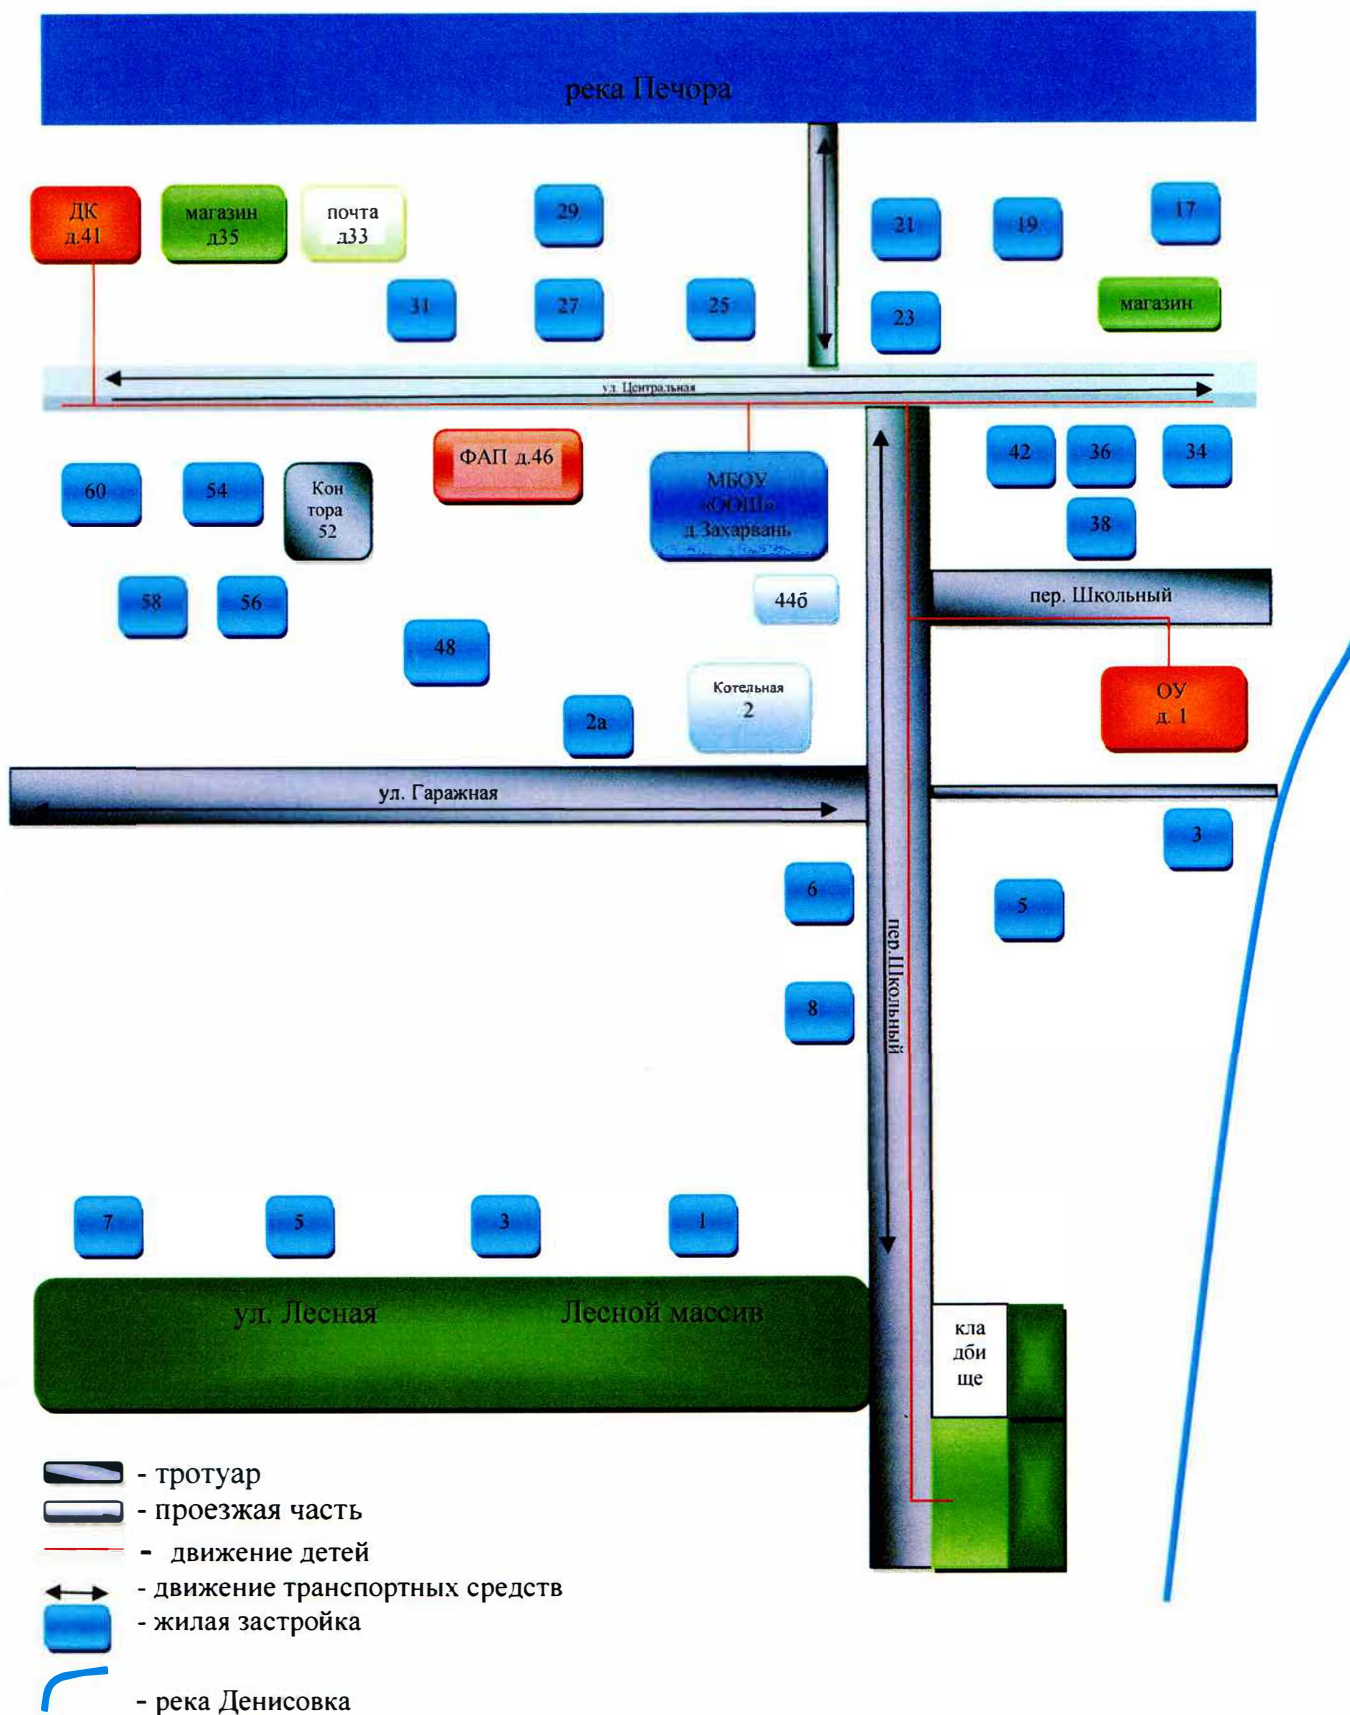 река Печора
ДК
д.41
магазин
д35
почта
д33
29
21
19
17
31
27
25
23
магазин
ул. Центральная
ФАП д.46
МБОУ
«ООШ»
д.Захарвань
42
36
34
60
54
Кон
тора
52
38
58
56
44б
пер. Школьный
48
Котельная
2
2а
ОУ
д. 1
ул. Гаражная
3
6
5
пер.Школьный
8
7
5
3
1
ул. Лесная
Лесной массив
кла
дби
ще
- тротуар
- проезжая часть
- движение детей
- движение транспортных средств
- жилая застройка
- река Денисовка